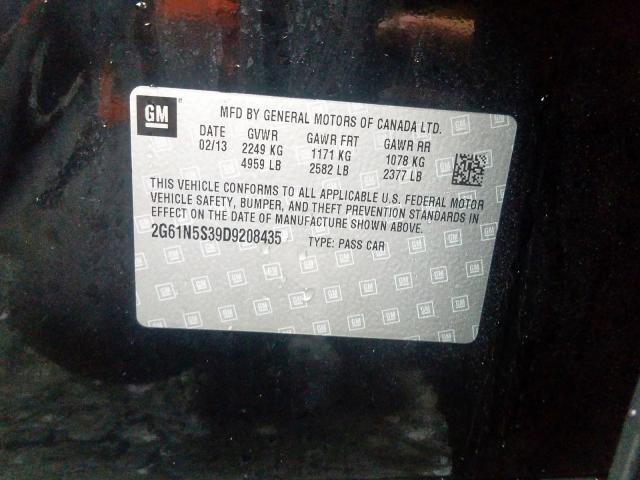 GM
MFD BY GENERAL MOTORS OF CANADA LTD.
DATE GVWR GAWR FRT GAWR RR
02/13 2249 KG 1171 KG 1078 KG
4959 LB 2582 LB 2377 LB
THIS VEHICLE CONFORMS TO ALL APPLICABLE U.S. FEDERAL MOTOR
VEHICLE SAFETY, BUMPER, AND THEFT PREVENTION STANDARDS IN
EFFECT ON THE DATE OF MANUFACTURE SHOWN ABOVE.
2G61N5S39D9208435 TYPE: PASS CAR